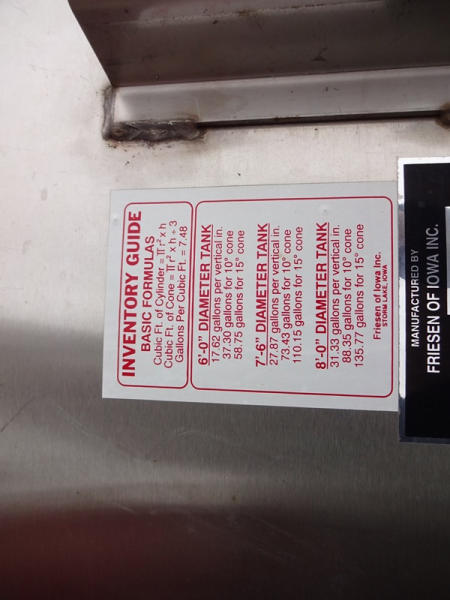 INVENTORY GUIDE
BASIC FORMULAS
Cubic Ft. of Cylinder = πr² x h
Cubic Ft. of Cone = πr² x h ÷ 3
Gallons Per Cubic Ft. = 7.48
6'-0" DIAMETER TANK
17.62 gallons per vertical in.
37.30 gallons for 10° cone
58.75 gallons for 15° cone
7'-6" DIAMETER TANK
27.87 gallons per vertical in.
73.43 gallons for 10° cone
110.15 gallons for 15° cone
8'-0" DIAMETER TANK
31.33 gallons per vertical in.
88.35 gallons for 10° cone
135.77 gallons for 15° cone
Friesen of Iowa Inc.
STORM LAKE, IOWA
MANUFACTURED BY
FRIESEN OF IOWA INC.